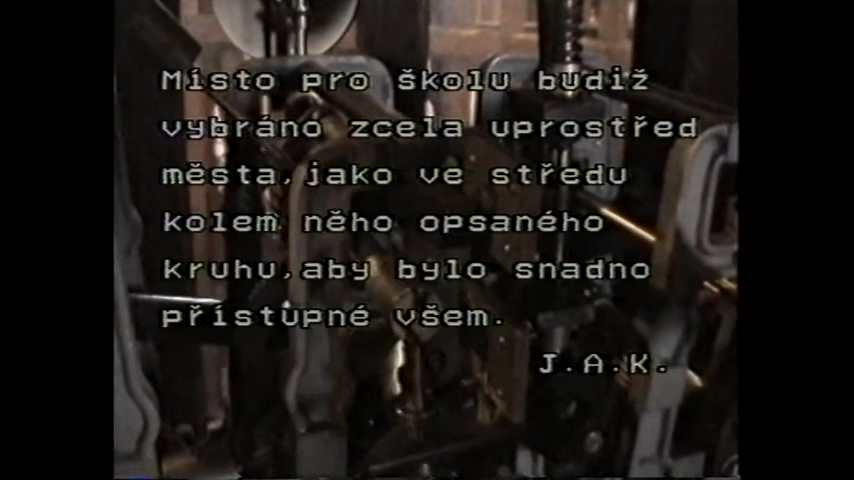 Místo pro školu budiž
vybráno zcela uprostřed
města,jako ve středu
kolem něho opsaného
kruhu,aby bylo snadno
přístupné všem.
J.A.K.